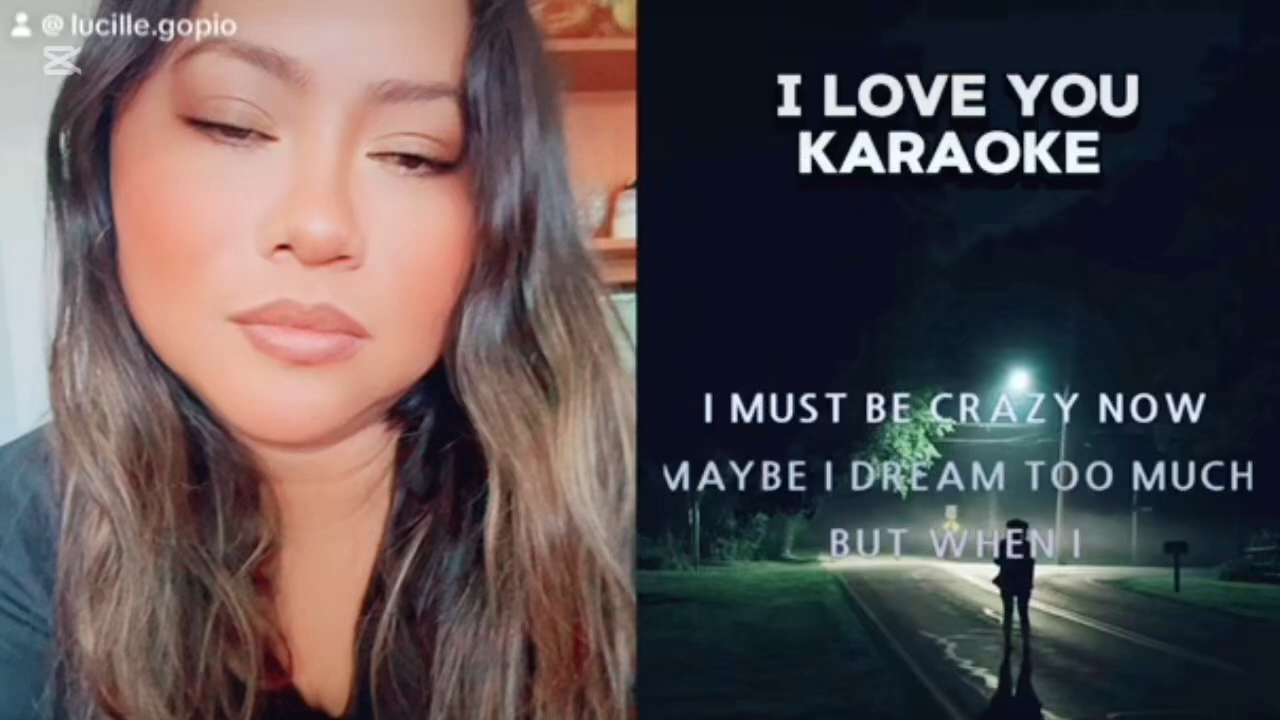 @ lucille.gopio
I LOVE YOU
KARAOKE
I MUST BE CRAZY NOW
MAYBE I DREAM TOO MUCH
BUT WHEN I